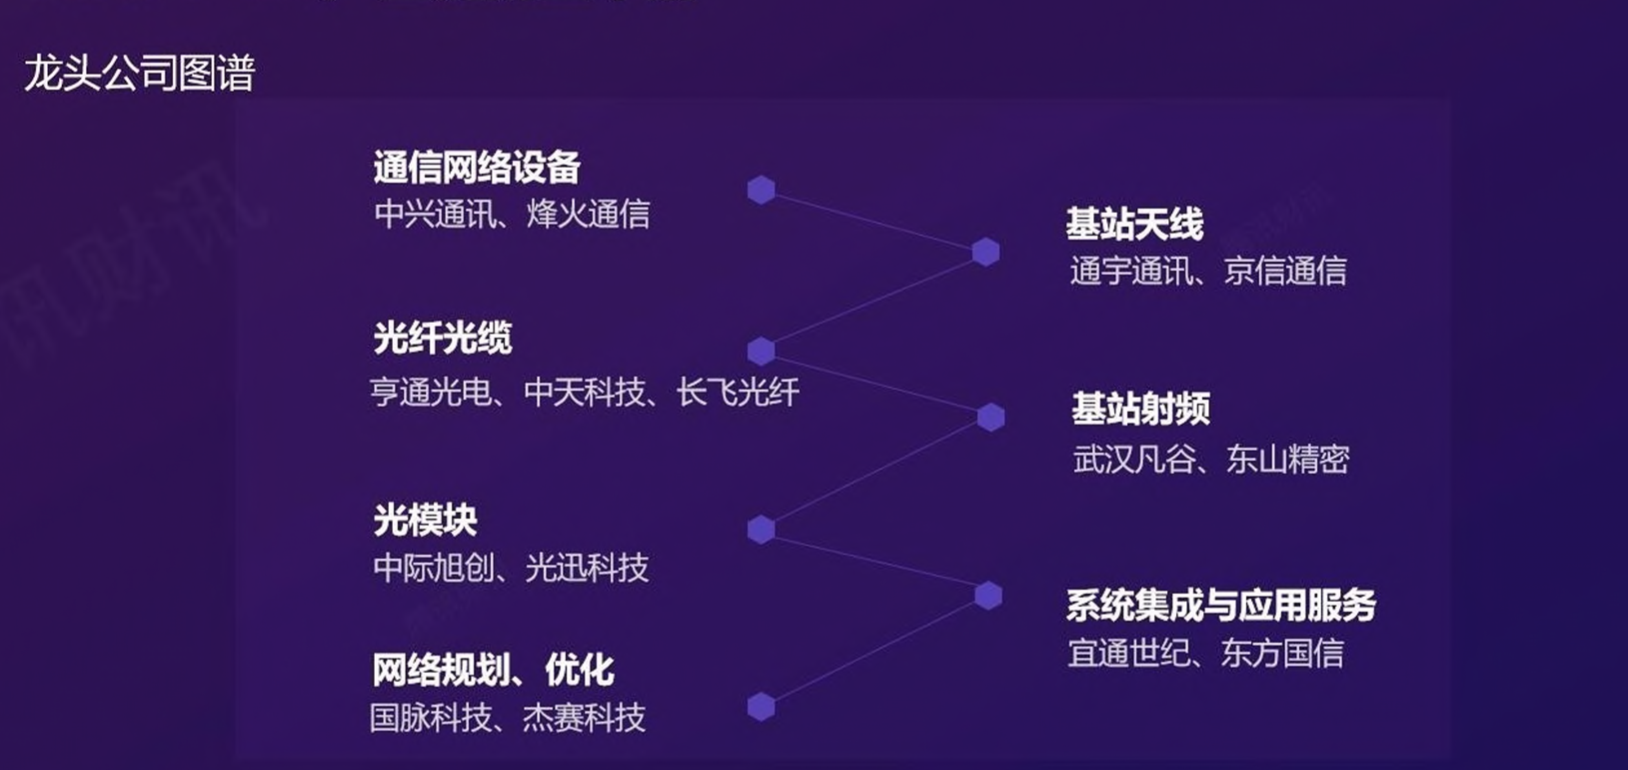 龙头公司图谱
通信网络设备
中兴通讯、烽火通信
基站天线
通宇通讯、京信通信
光纤光缆
亨通光电、中天科技、长飞光纤
基站射频
武汉凡谷、东山精密
光模块
中际旭创、光迅科技
系统集成与应用服务
宜通世纪、东方国信
网络规划、优化
国脉科技、杰赛科技
讯财讯